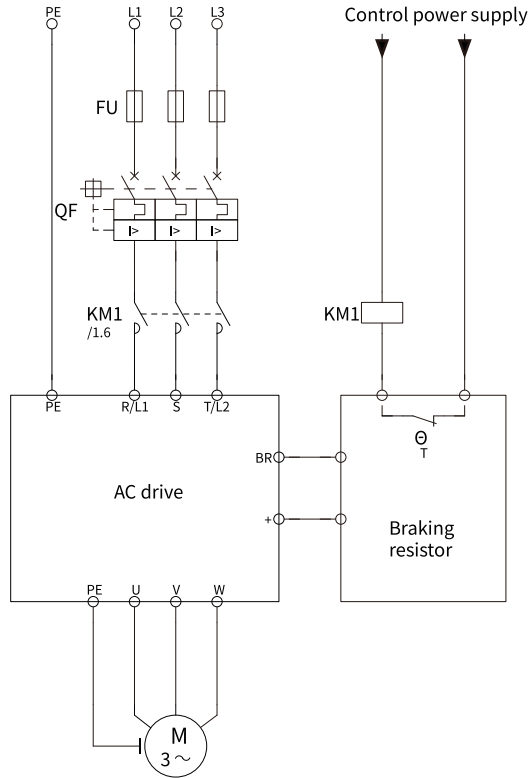 PE L1 L2 L3
Control power supply
FU
QF
I> I> I>
KM1
/1.6
KM1
PE R/L1 S T/L2
Θ
T
BR
AC drive
+
Braking
resistor
PE U V W
M
3 ~